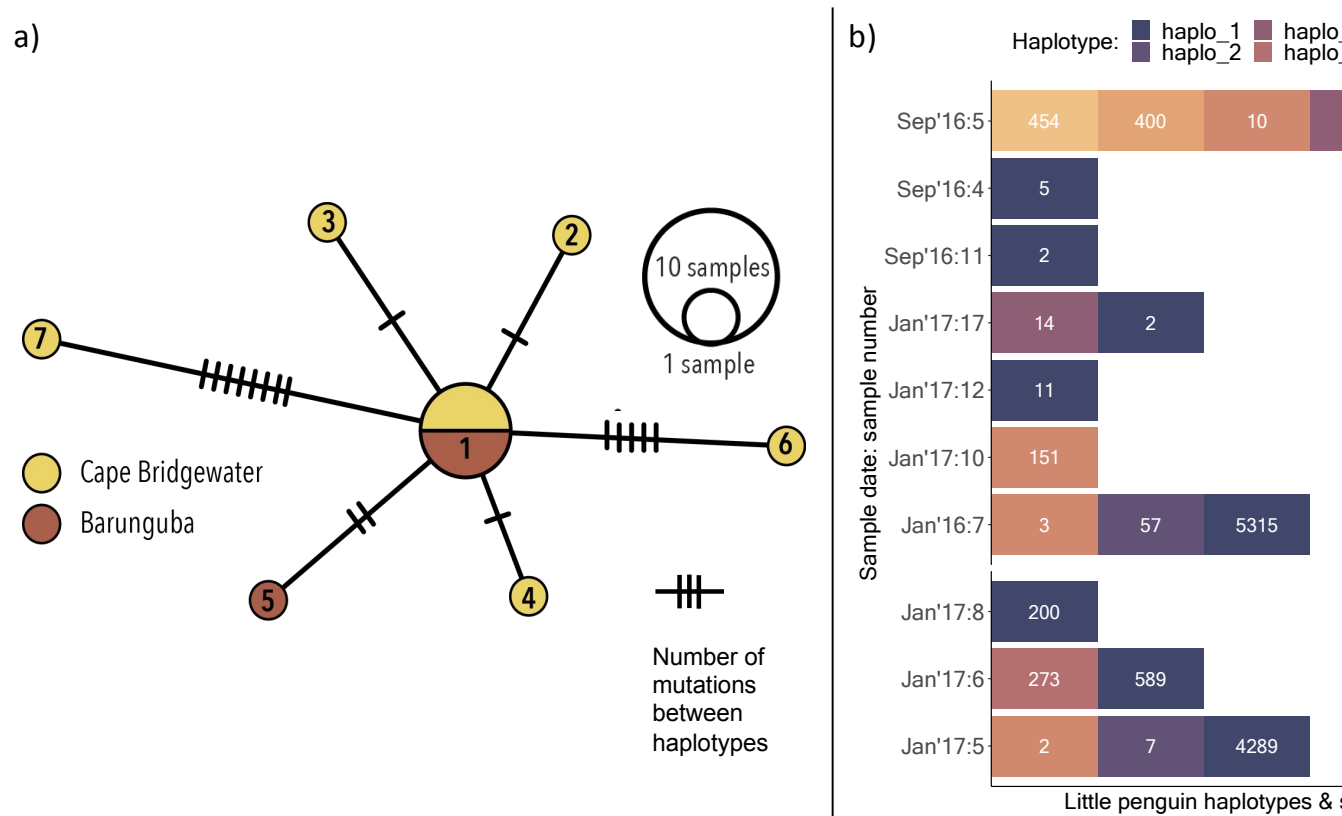 a)
3
2
10 samples
1 sample
7
1
6
Cape Bridgewater
Barunguba
5
4
Number of
mutations
between
haplotypes
b)
Haplotype: haplo_1 haplo_
haplo_2 haplo_
Sample date: sample number
Sep'16:5 454 400 10
Sep'16:4 5
Sep'16:11 2
Jan'17:17 14 2
Jan'17:12 11
Jan'17:10 151
Jan'16:7 3 57 5315
Jan'17:8 200
Jan'17:6 273 589
Jan'17:5 2 7 4289
Little penguin haplotypes & s